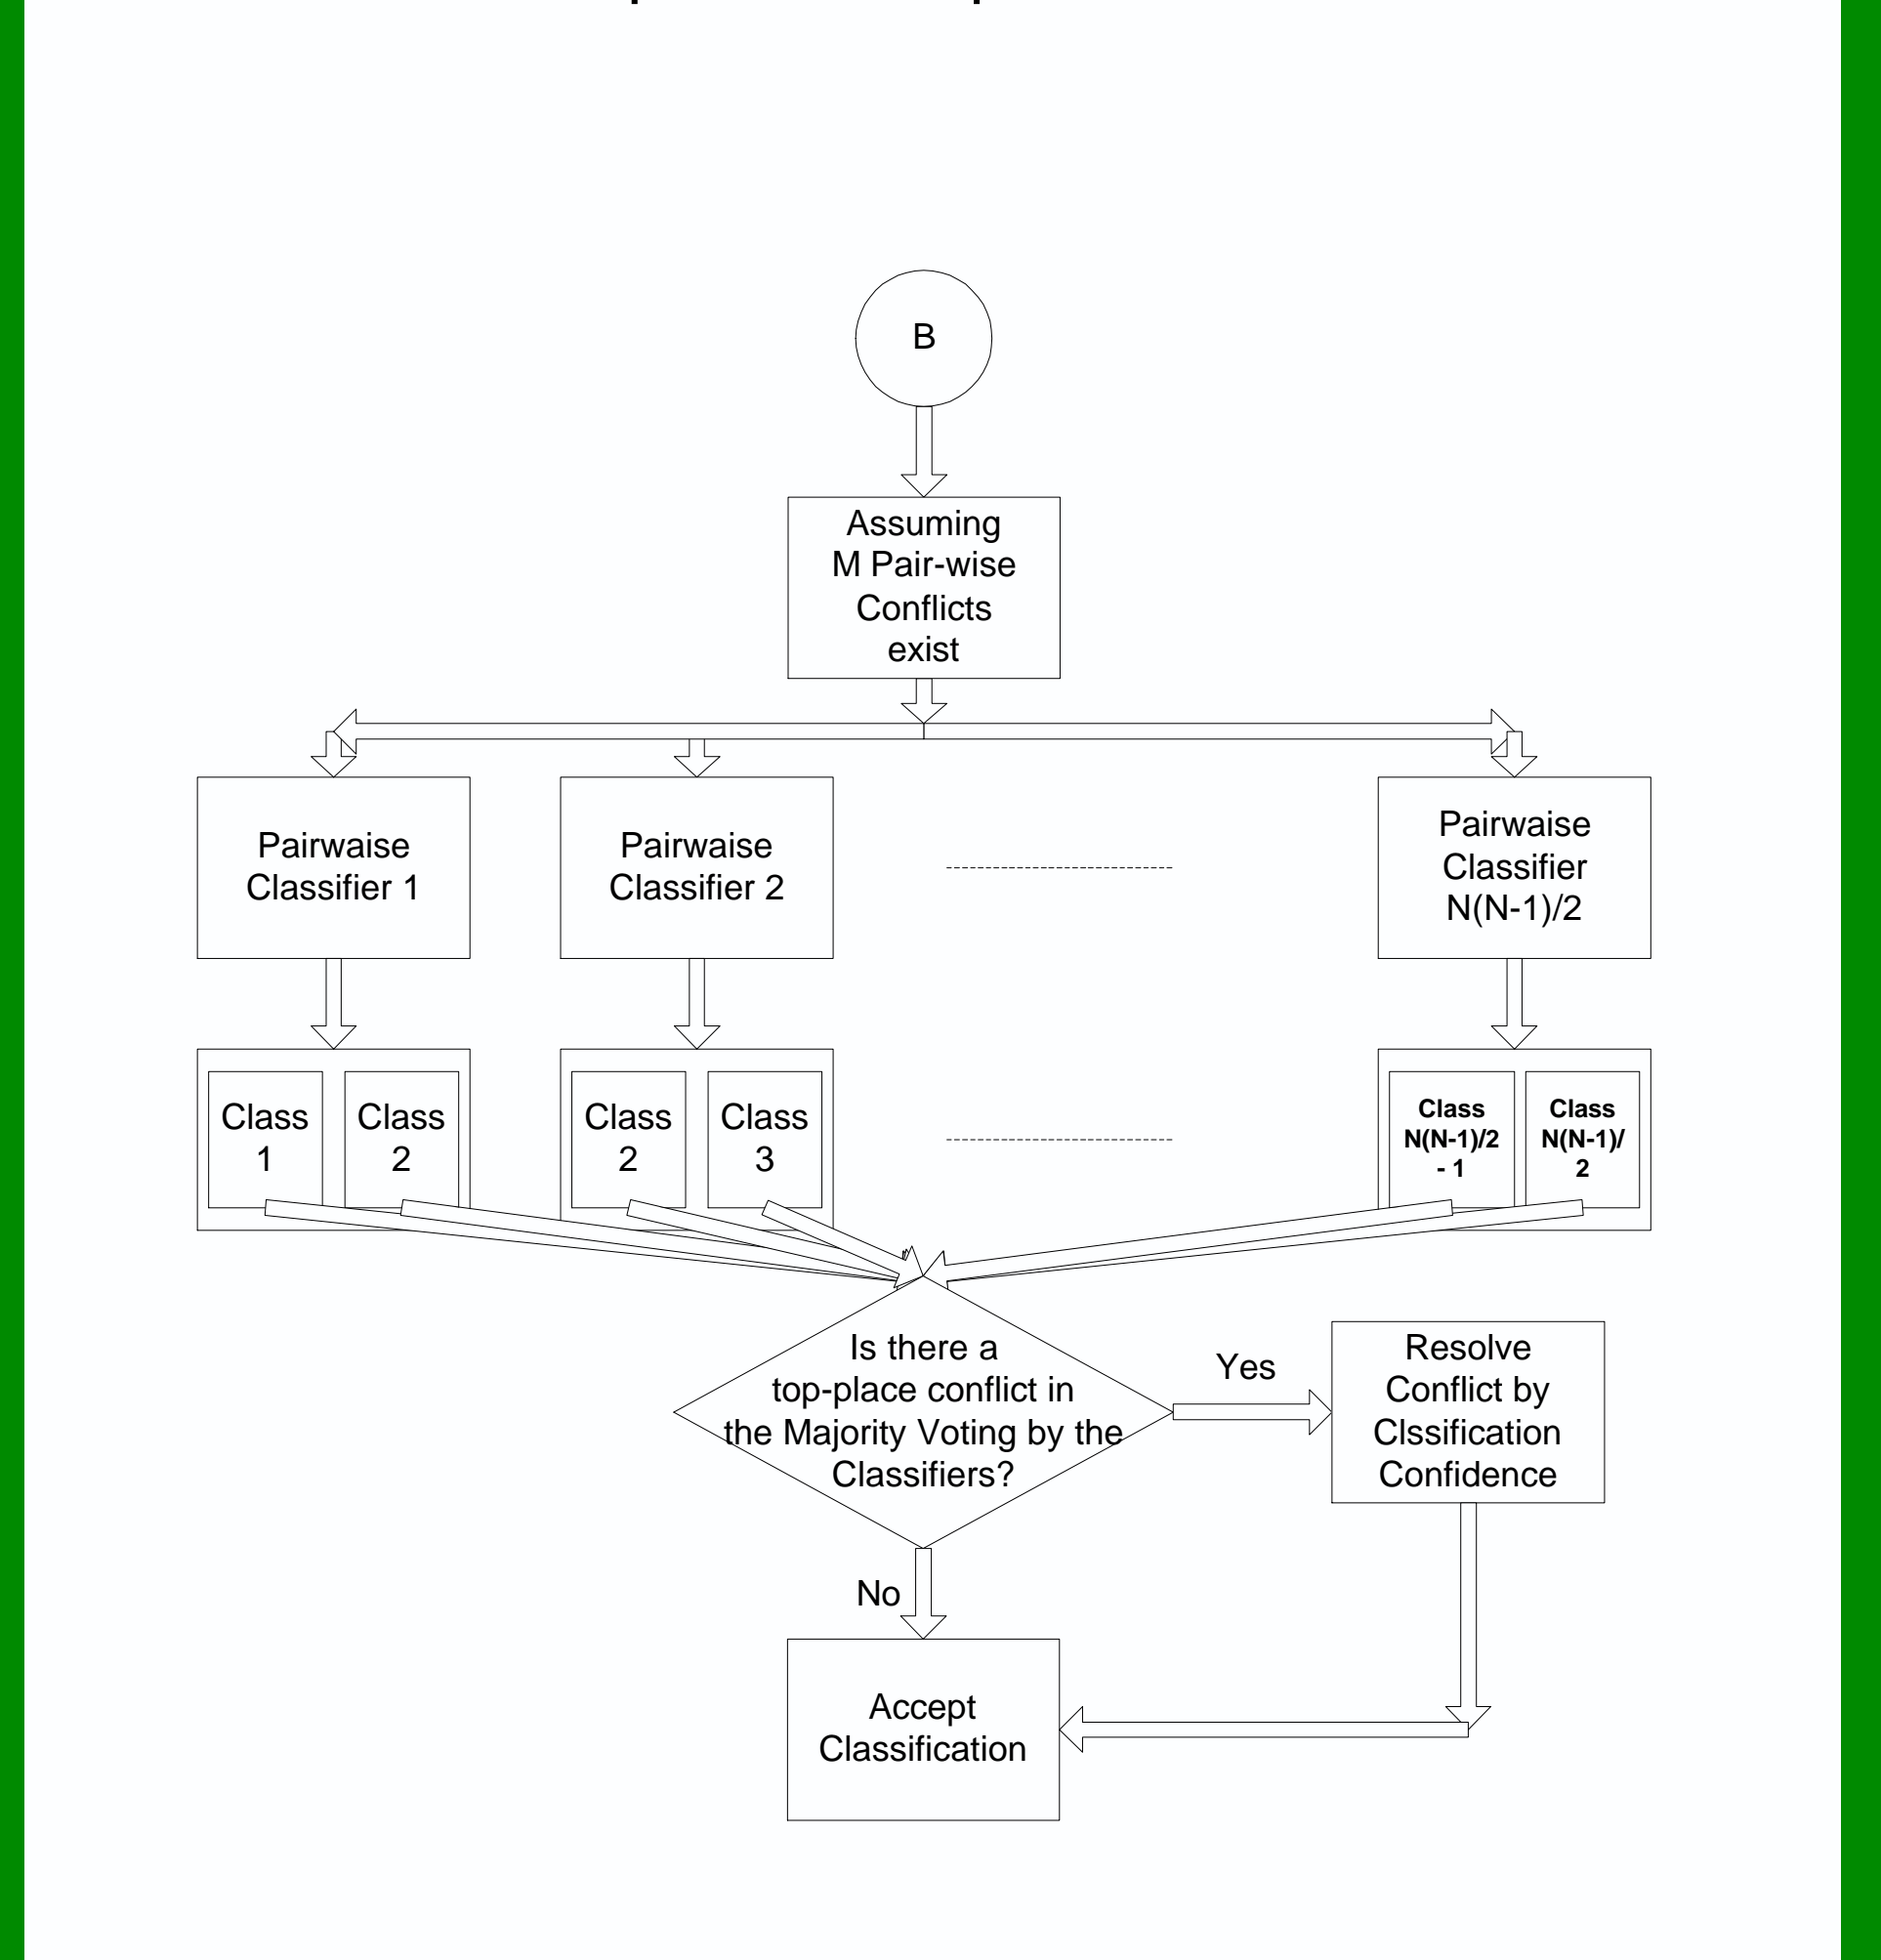 B
Assuming
M Pair-wise
Conflicts
exist
Pairwaise
Classifier 1
Pairwaise
Classifier 2
Pairwaise
Classifier
N(N-1)/2
Class
1
Class
2
Class
2
Class
3
Class
N(N-1)/2
- 1
Class
N(N-1)/
2
Is there a
top-place conflict in
the Majority Voting by the
Classifiers?
Yes
Resolve
Conflict by
Clssification
Confidence
No
Accept
Classification